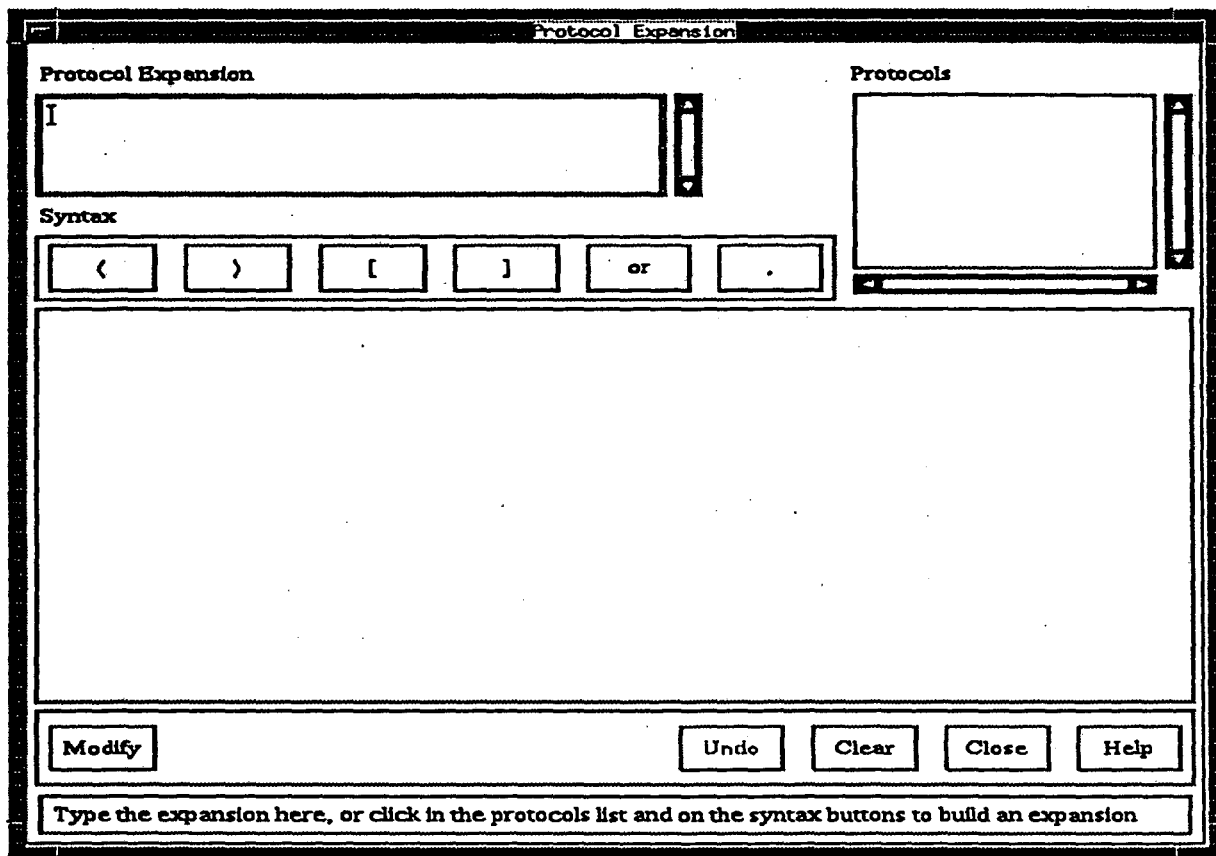 Protocol Expansion
Protocol Expansion
Protocols
Syntax
( ) [ ] or .
Modify Undo Clear Close Help
Type the expansion here, or click in the protocols list and on the syntax buttons to build an expansion